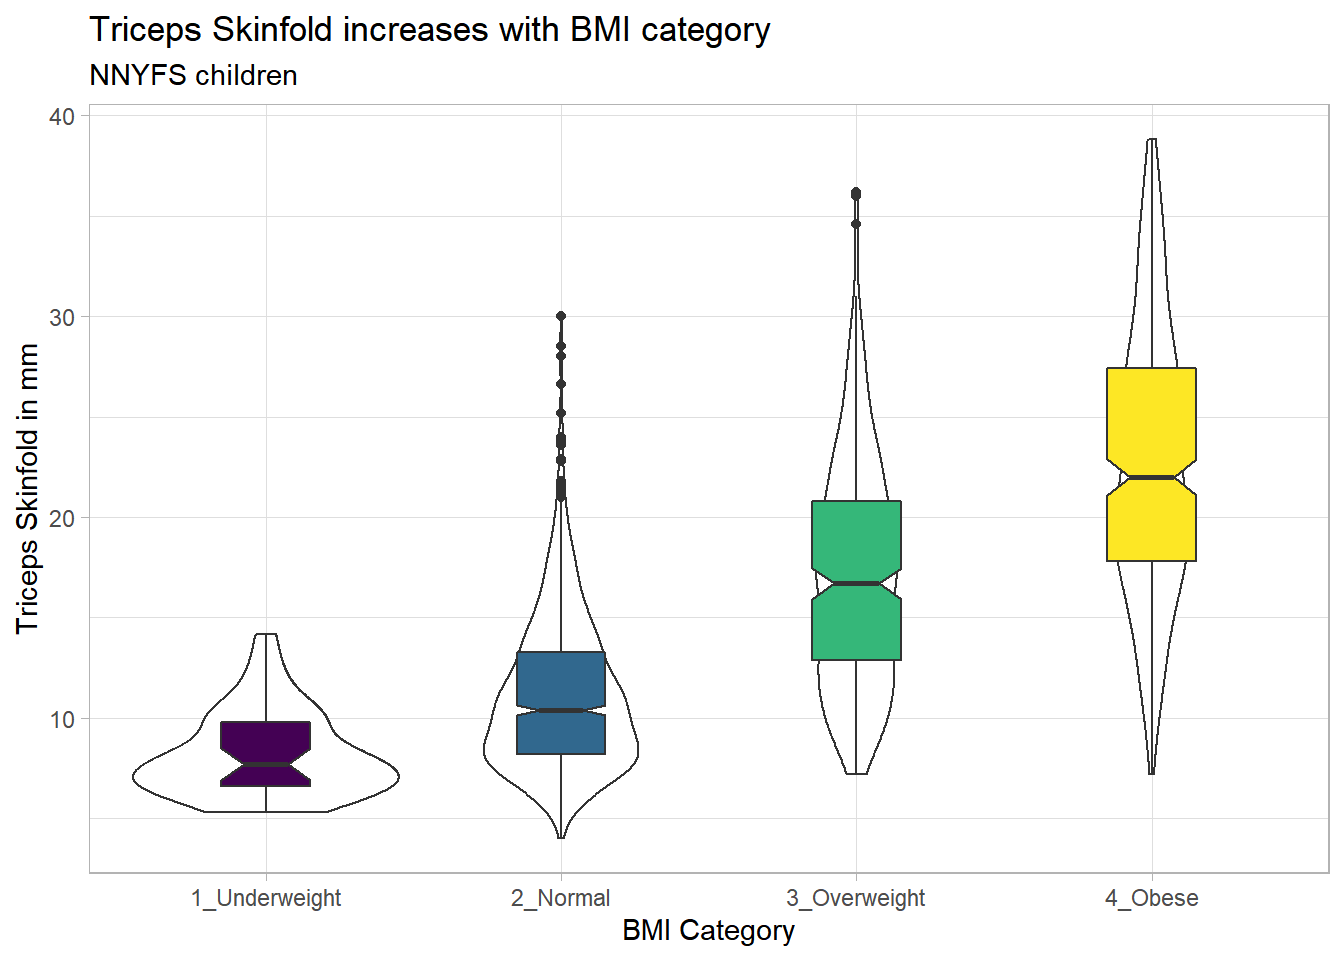 Triceps Skinfold increases with BMI category
NNYFS children
40
30
20
10
Triceps Skinfold in mm
1_Underweight 2_Normal 3_Overweight 4_Obese
BMI Category